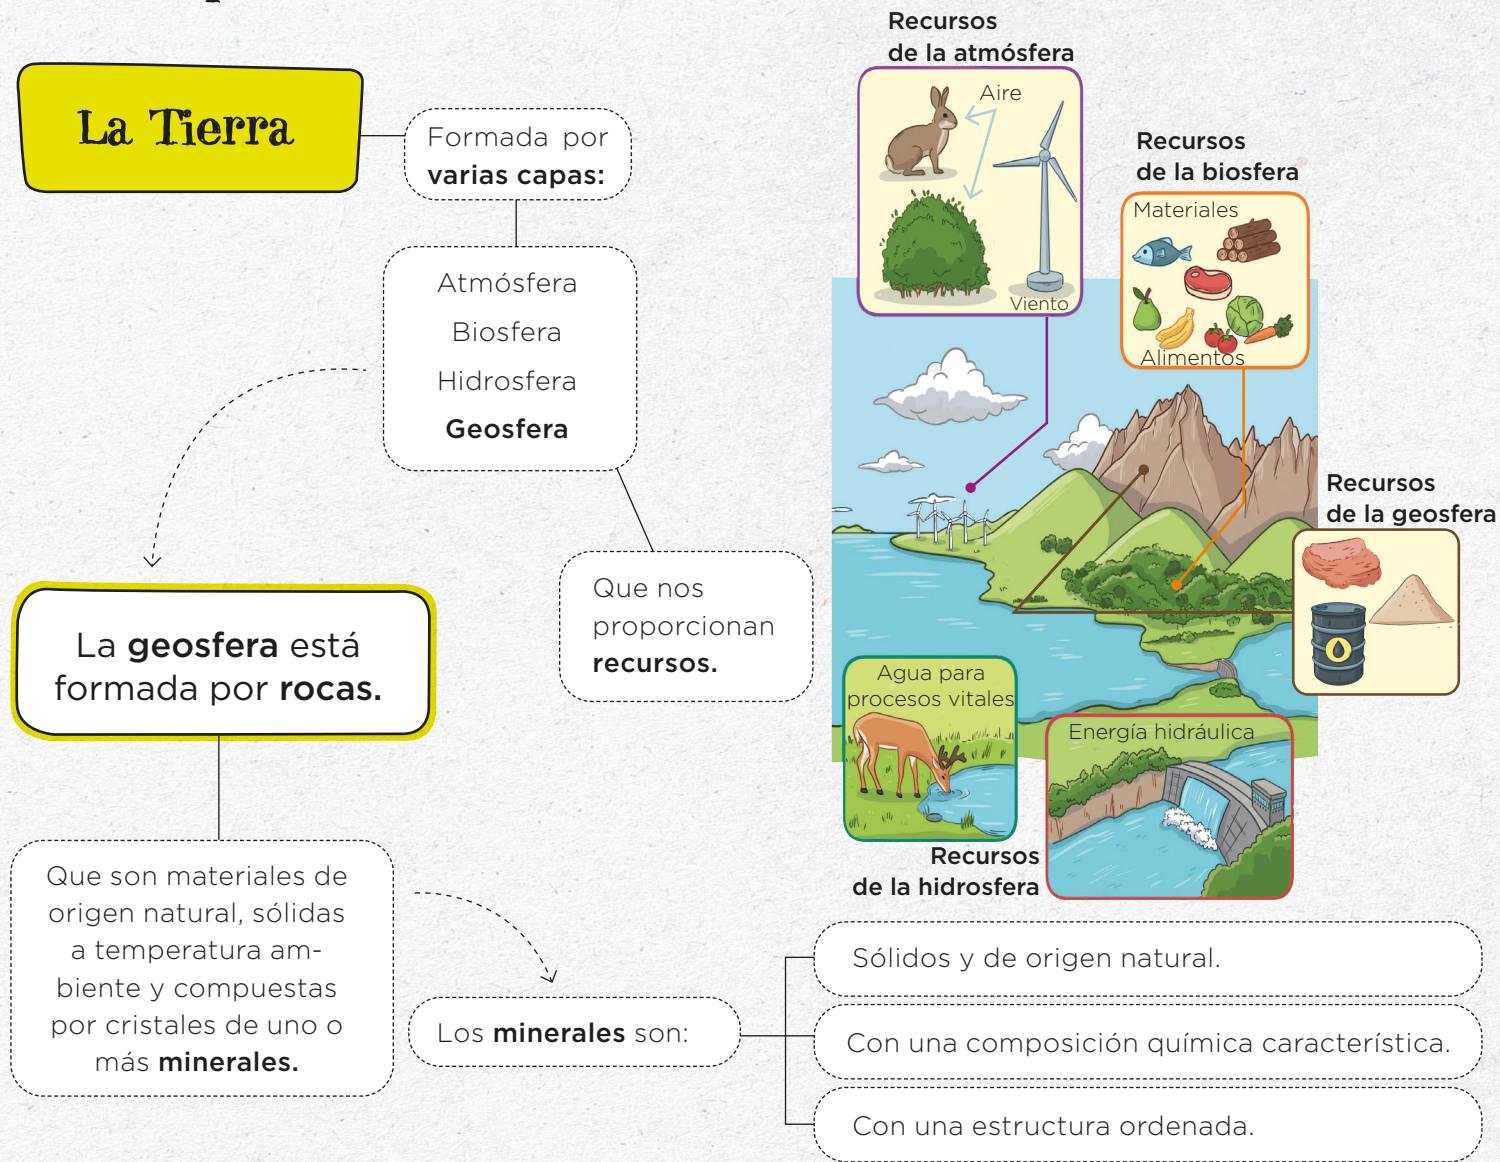 La Tierra
Formada por
varias capas:
Atmósfera
Biosfera
Hidrosfera
Geosfera
Que nos
proporcionan
recursos.
La geosfera está
formada por rocas.
Que son materiales de
origen natural, sólidas
a temperatura am-
biente y compuestas
por cristales de uno o
más minerales.
Los minerales son:
Sólidos y de origen natural.
Con una composición química característica.
Con una estructura ordenada.
Recursos
de la atmósfera
Aire
Viento
Recursos
de la biosfera
Materiales
Alimentos
Recursos
de la geosfera
Agua para
procesos vitales
Energía hidráulica
Recursos
de la hidrosfera